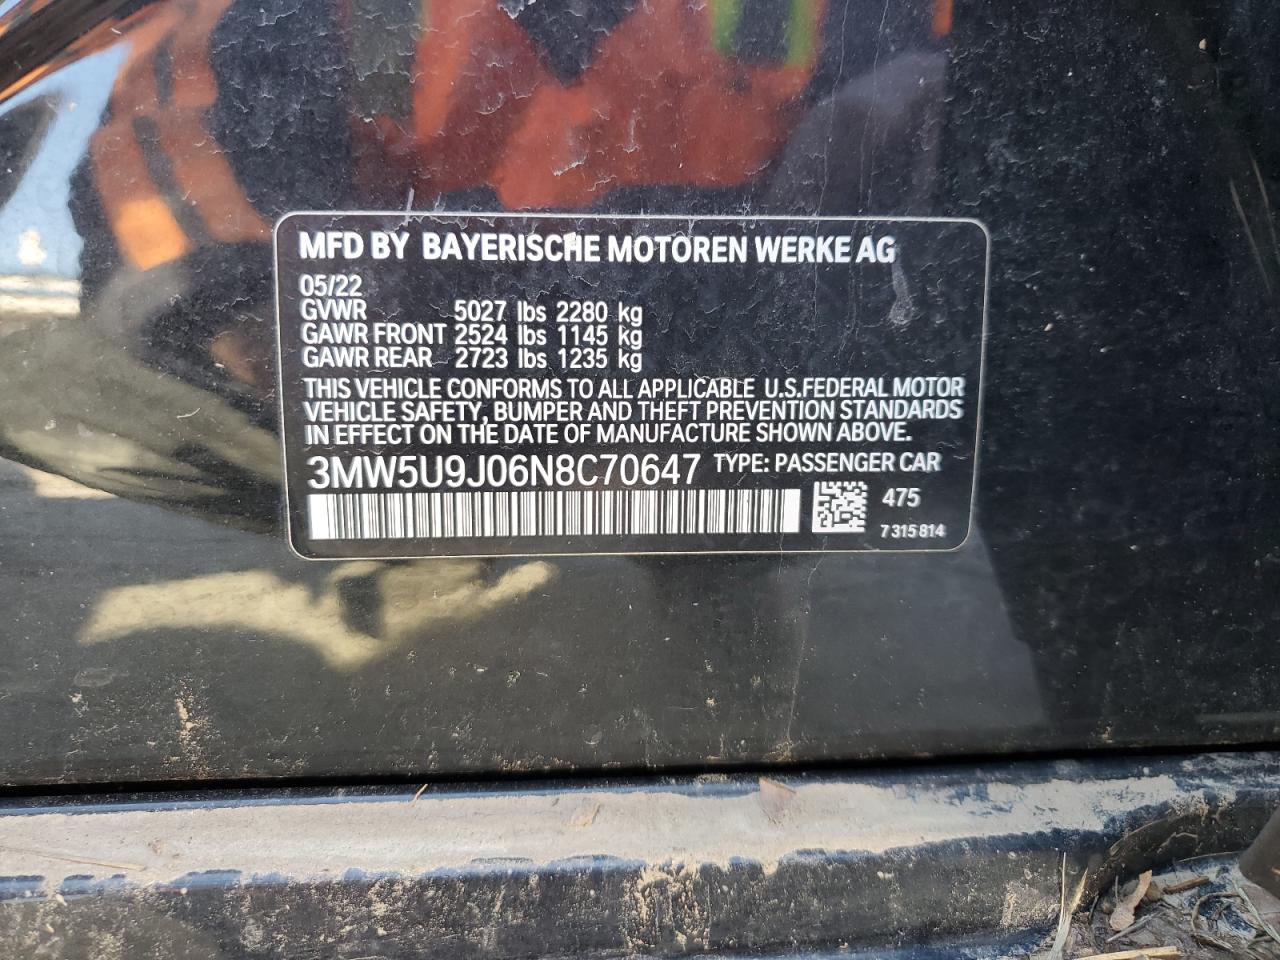 MFD BY BAYERISCHE MOTOREN WERKE AG
05/22
GVWR 5027 lbs 2280 kg
GAWR FRONT 2524 lbs 1145 kg
GAWR REAR 2723 lbs 1235 kg
THIS VEHICLE CONFORMS TO ALL APPLICABLE U.S.FEDERAL MOTOR
VEHICLE SAFETY, BUMPER AND THEFT PREVENTION STANDARDS
IN EFFECT ON THE DATE OF MANUFACTURE SHOWN ABOVE.
3MW5U9J06N8C70647 TYPE: PASSENGER CAR
475
7 315 814